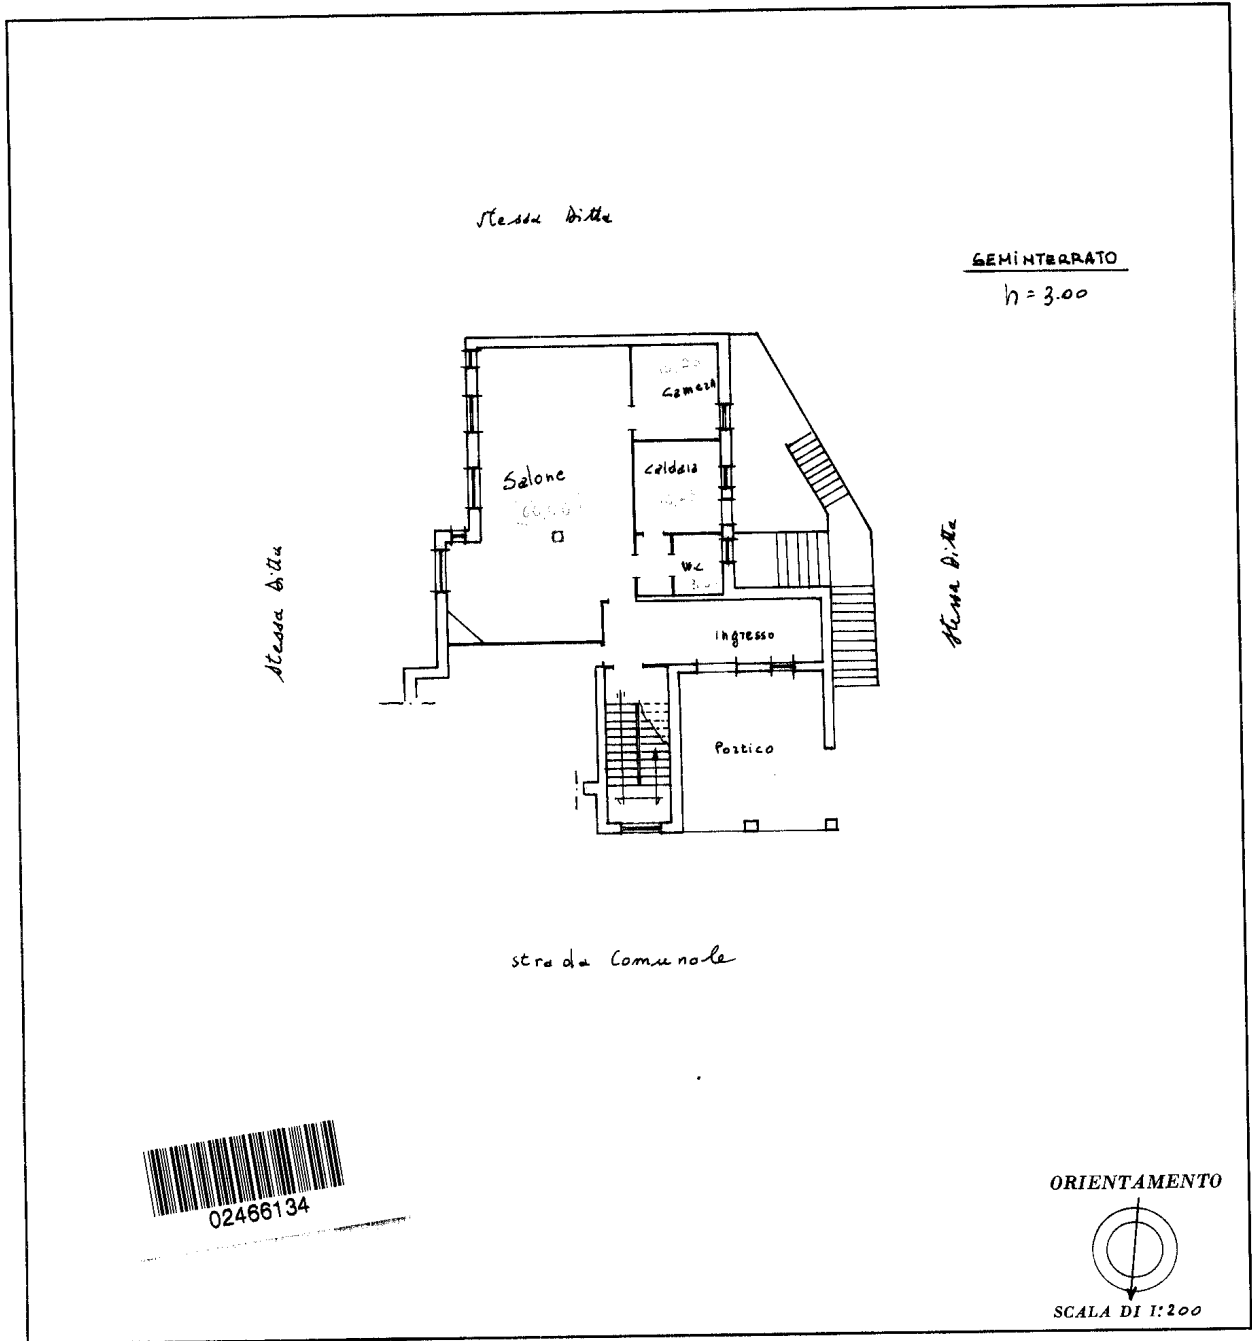 Stessa Ditta
SEMINTERRATO
h = 3.00
Camera
Salone
Caldaia
Stessa Ditta
Stessa Ditta
Wc
ingresso
Portico
strada Comunale
02466134
ORIENTAMENTO
SCALA DI 1:200